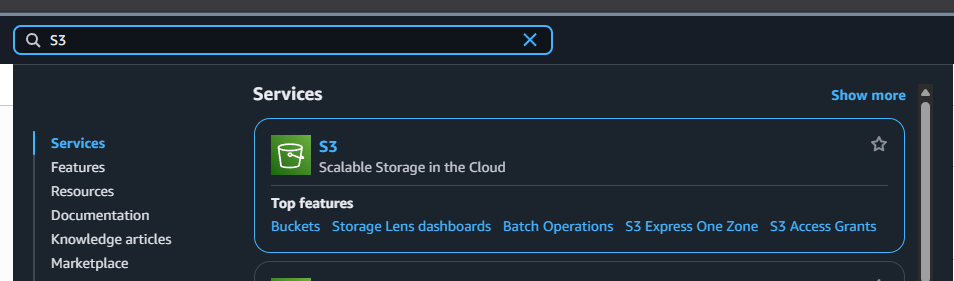 S3
Services
Show more
Services
Features
Resources
Documentation
Knowledge articles
Marketplace
S3
Scalable Storage in the Cloud
Top features
Buckets Storage Lens dashboards Batch Operations S3 Express One Zone S3 Access Grants